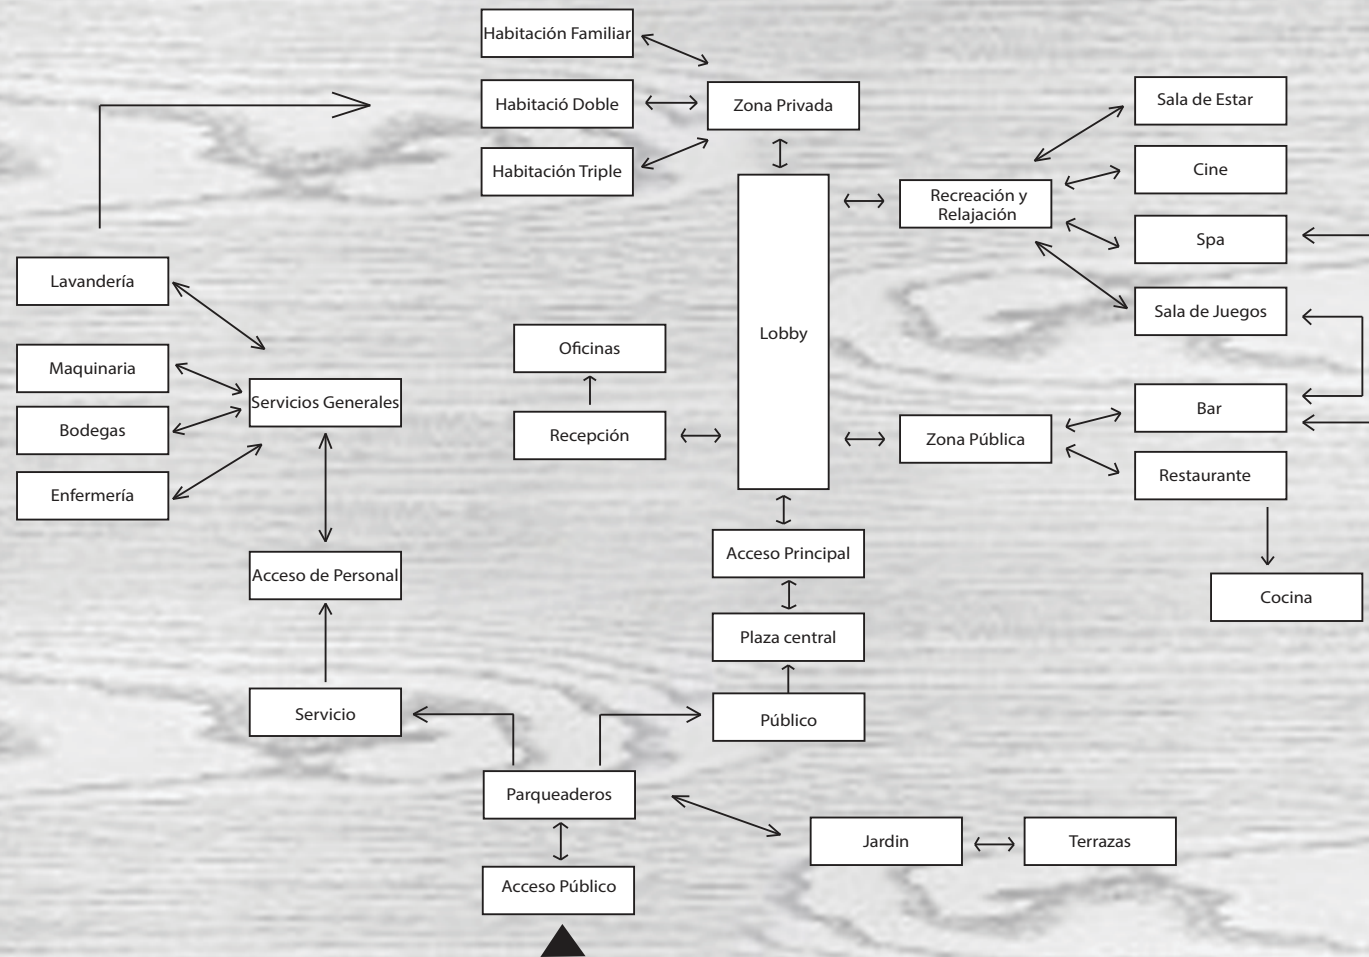 Habitación Familiar
Habitació Doble
Habitación Triple
Zona Privada
Sala de Estar
Cine
Spa
Sala de Juegos
Recreación y
Relajación
Lobby
Lavandería
Maquinaria
Bodegas
Enfermería
Servicios Generales
Oficinas
Recepción
Zona Pública
Bar
Restaurante
Cocina
Acceso de Personal
Acceso Principal
Plaza central
Servicio
Público
Parqueaderos
Jardin
Terrazas
Acceso Público